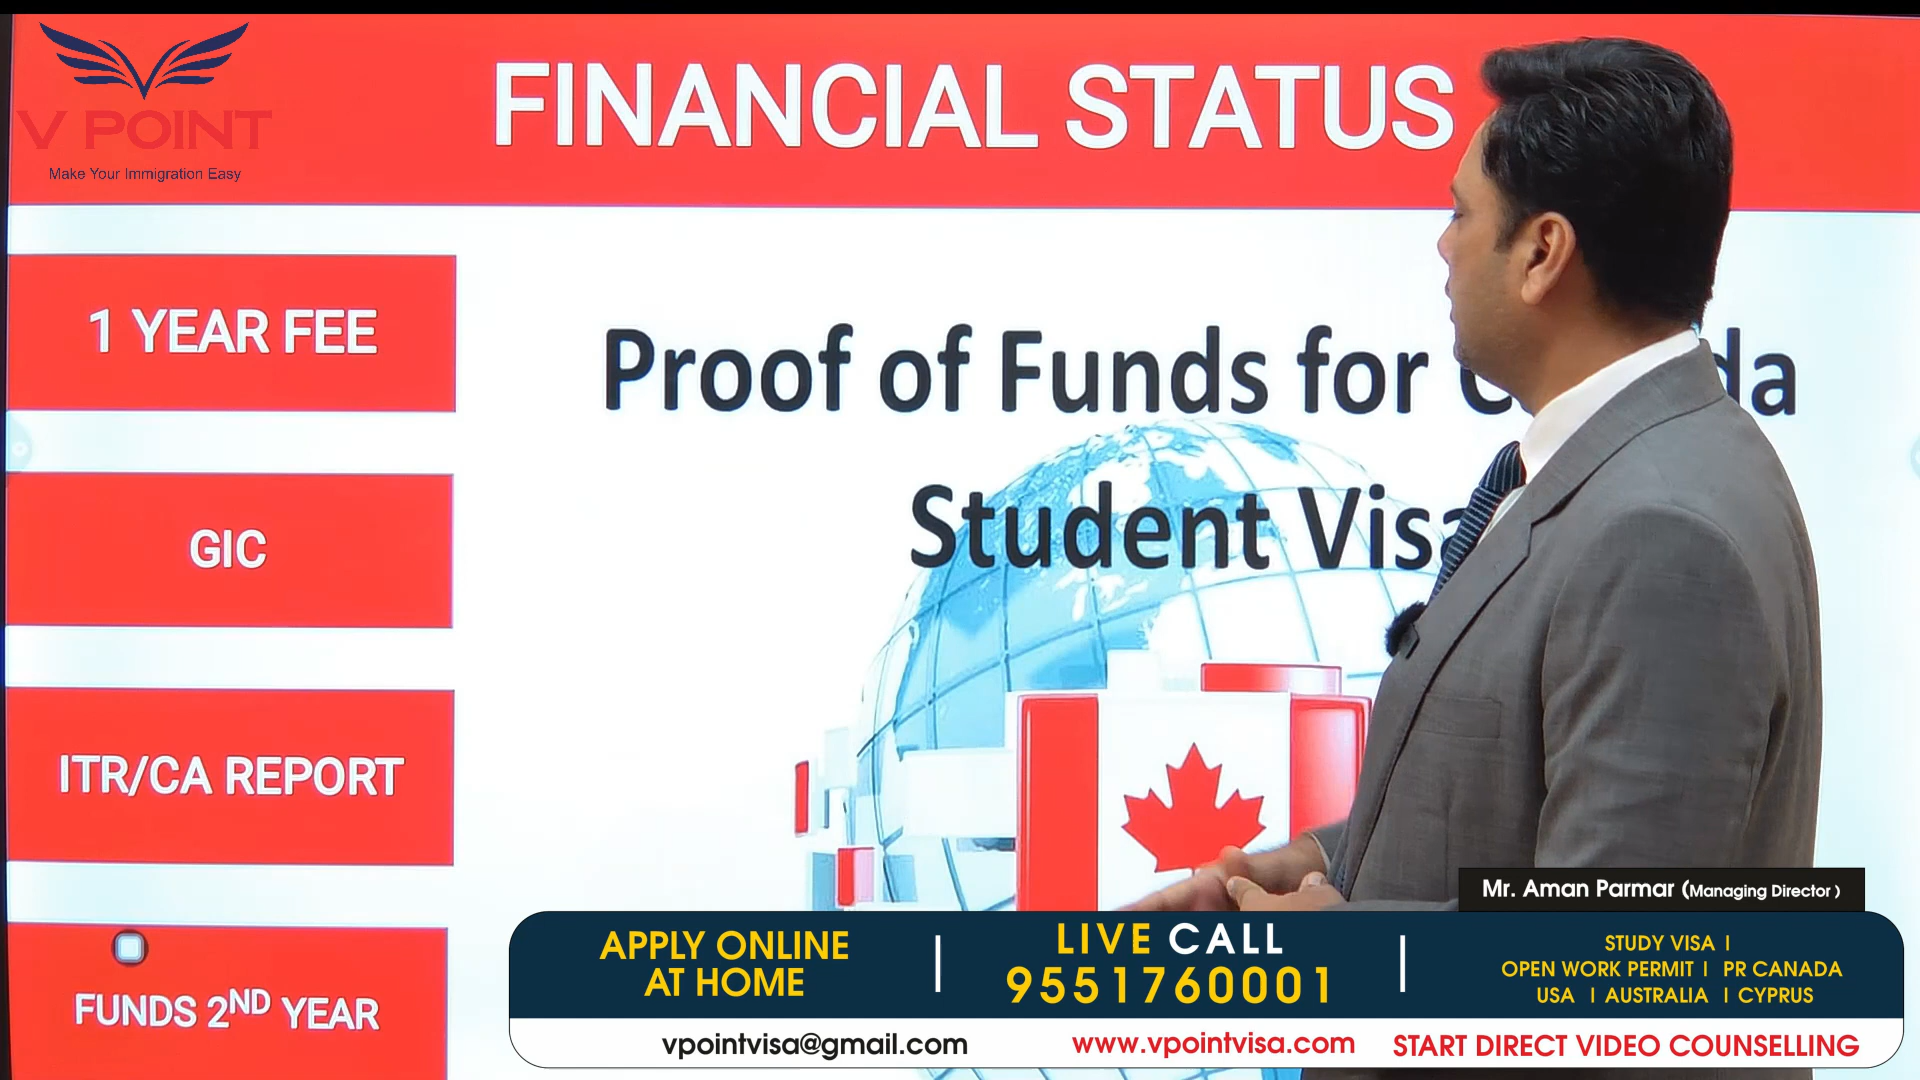 V POINT
Make Your Immigration Easy
FINANCIAL STATUS
1 YEAR FEE
GIC
ITR/CA REPORT
FUNDS 2ND YEAR
Proof of Funds for
Student
Mr. Aman Parmar (Managing Director )
APPLY ONLINE
AT HOME
LIVE CALL
9551760001
STUDY VISA |
OPEN WORK PERMIT | PR CANADA
USA | AUSTRALIA | CYPRUS
vpointvisa@gmail.com
www.vpointvisa.com
START DIRECT VIDEO COUNSELLING